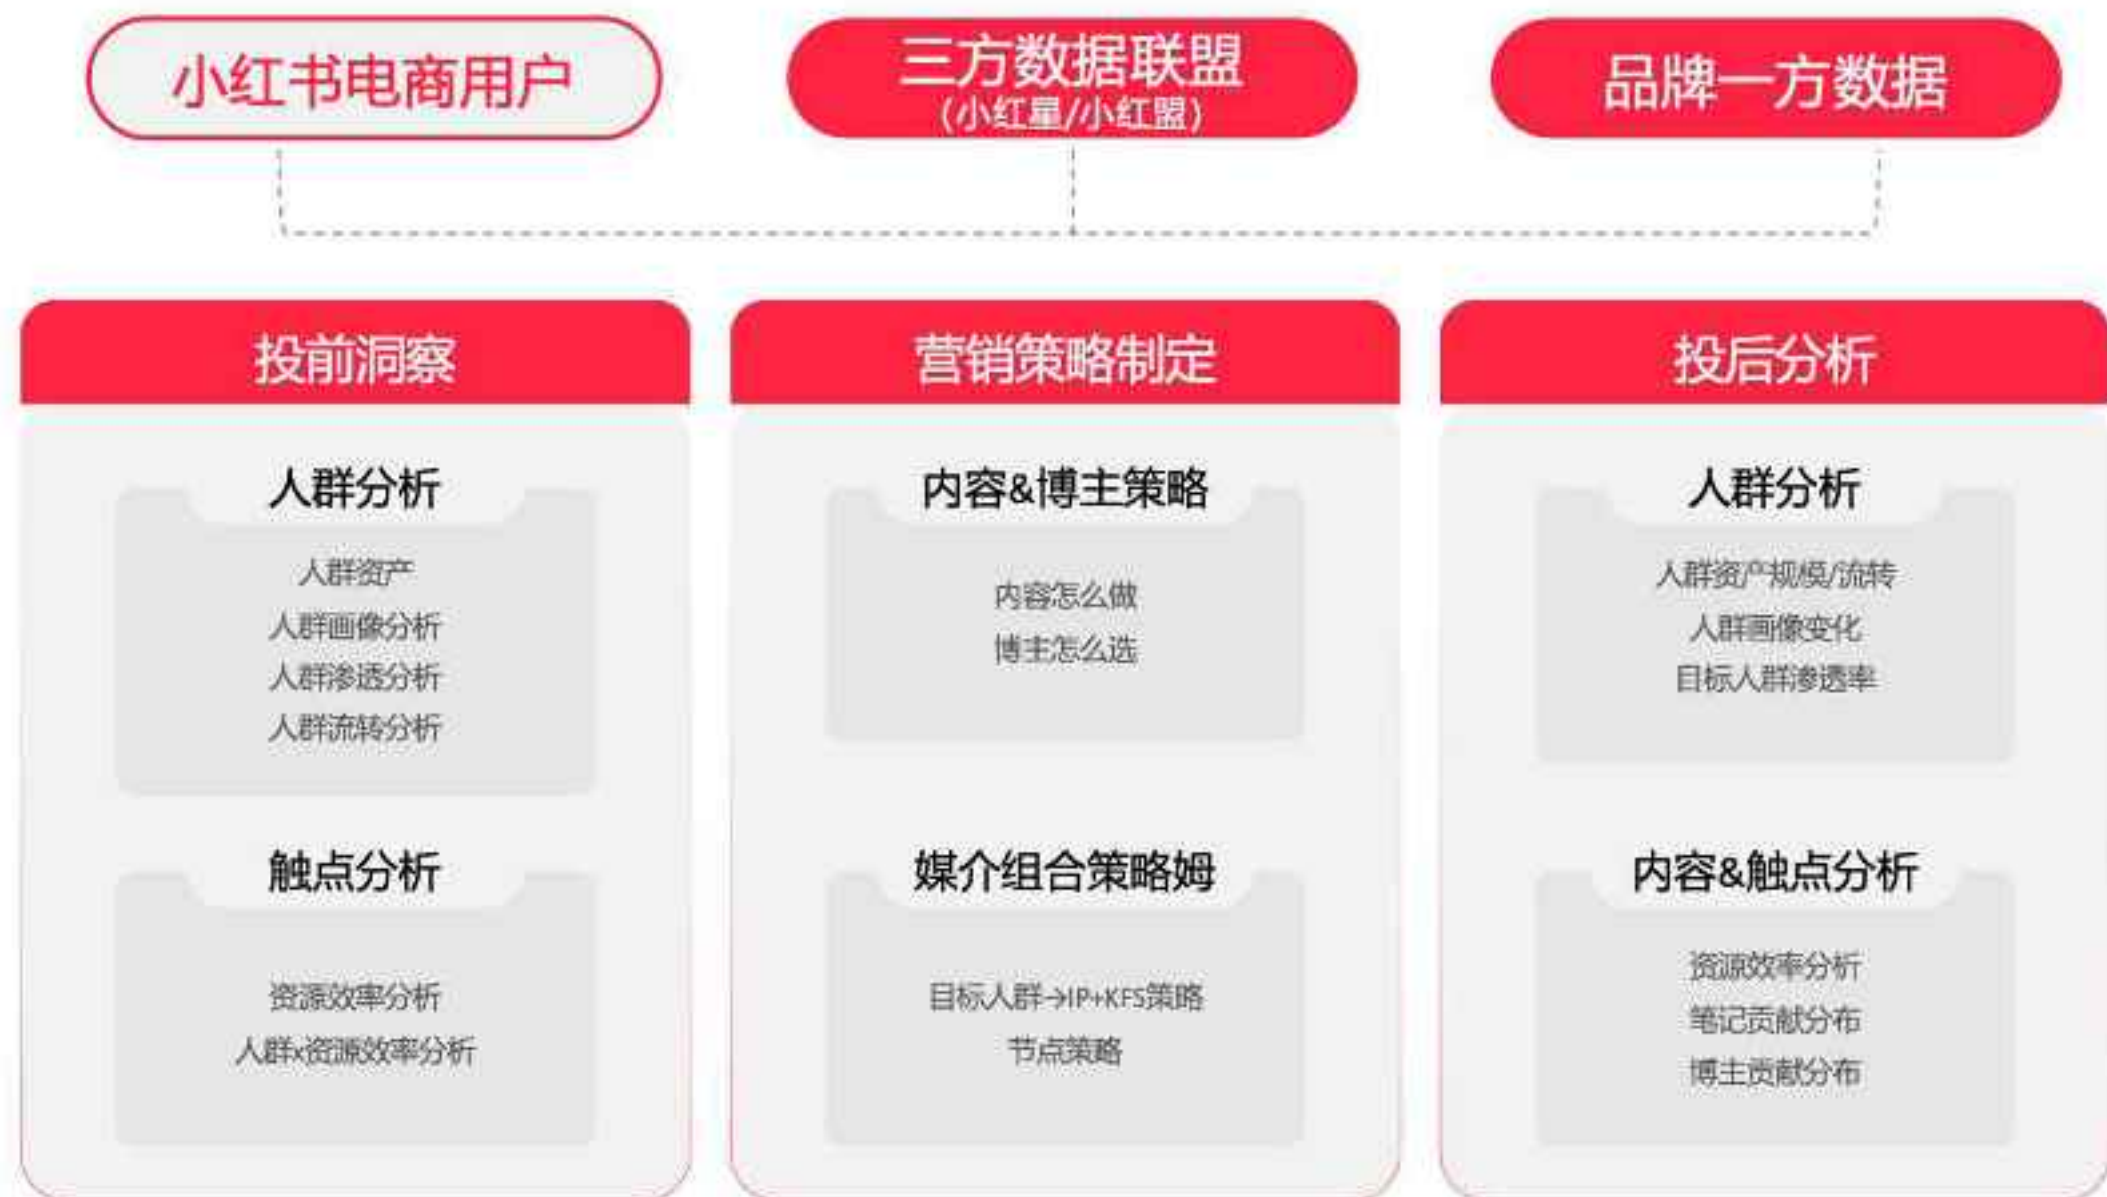 小红书电商用户
三方数据联盟
(小红星/小红盟)
品牌一方数据
投前洞察
人群分析
人群资产
人群画像分析
人群渗透分析
人群流转分析
触点分析
资源效率分析
人群x资源效率分析
营销策略制定
内容&博主策略
内容怎么做
博主怎么选
媒介组合策略姆
目标人群→IP+KFS策略
节点策略
投后分析
人群分析
人群资产规模/流转
人群画像变化
目标人群渗透率
内容&触点分析
资源效率分析
笔记贡献分布
博主贡献分布